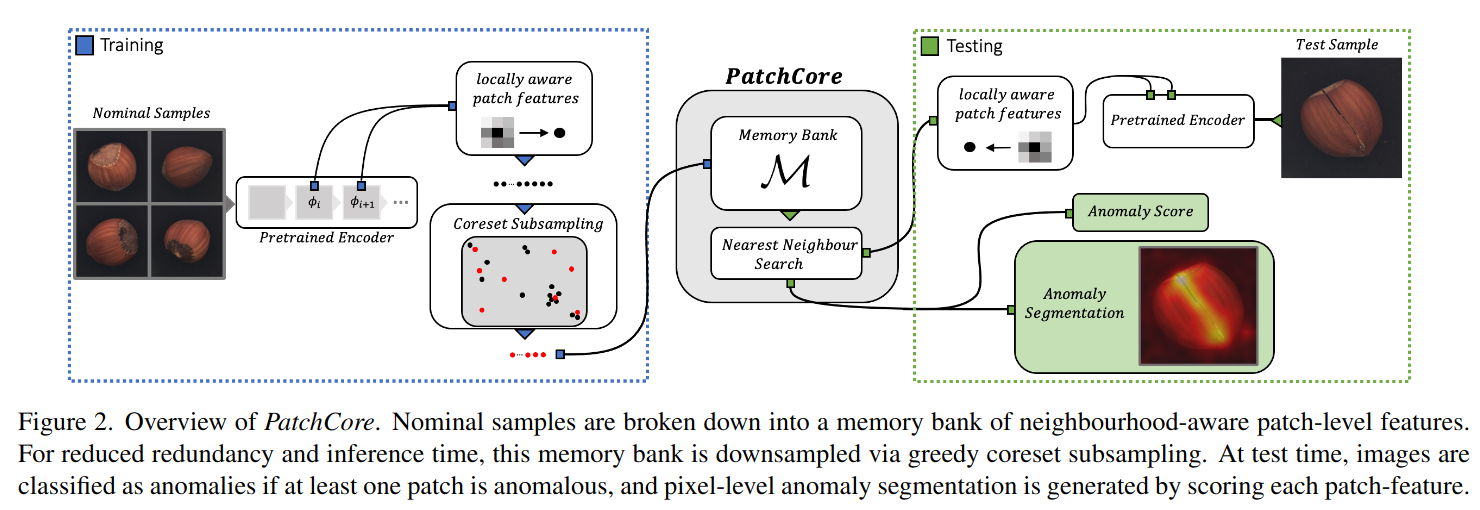 Training
Nominal Samples
ϕi
ϕi+1
...
Pretrained Encoder
locally aware
patch features
Coreset Subsampling
PatchCore
Memory Bank
M
Nearest Neighbour
Search
Testing
locally aware
patch features
Pretrained Encoder
Test Sample
Anomaly Score
Anomaly
Segmentation
Figure 2. Overview of PatchCore. Nominal samples are broken down into a memory bank of neighbourhood-aware patch-level features.
For reduced redundancy and inference time, this memory bank is downsampled via greedy coreset subsampling. At test time, images are
classified as anomalies if at least one patch is anomalous, and pixel-level anomaly segmentation is generated by scoring each patch-feature.